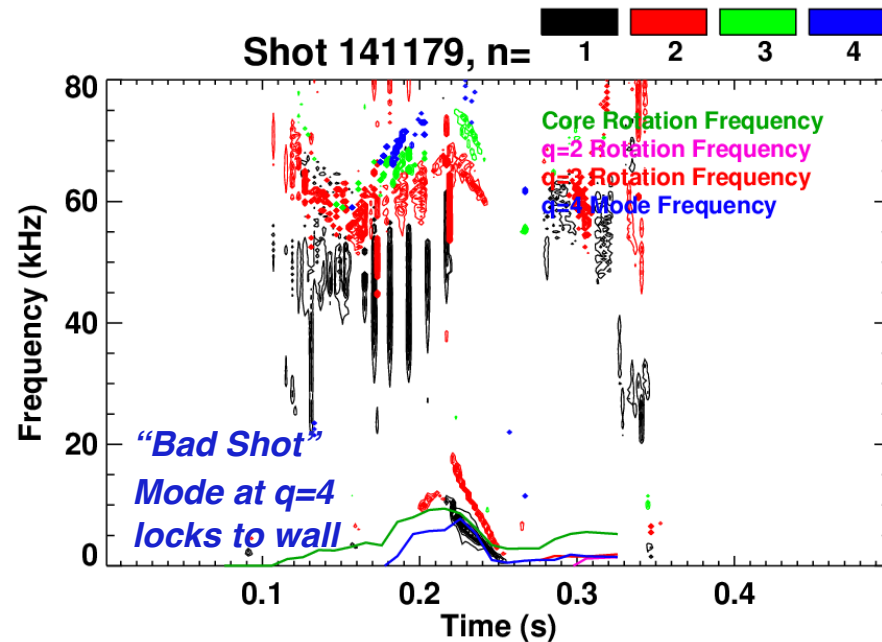 Shot 141179, n=
1 2 3 4
80
60
40
20
0
Frequency (kHz)
Core Rotation Frequency
q=2 Rotation Frequency
q=3 Rotation Frequency
q=4 Mode Frequency
“Bad Shot”
Mode at q=4
locks to wall
0.1 0.2 0.3 0.4
Time (s)